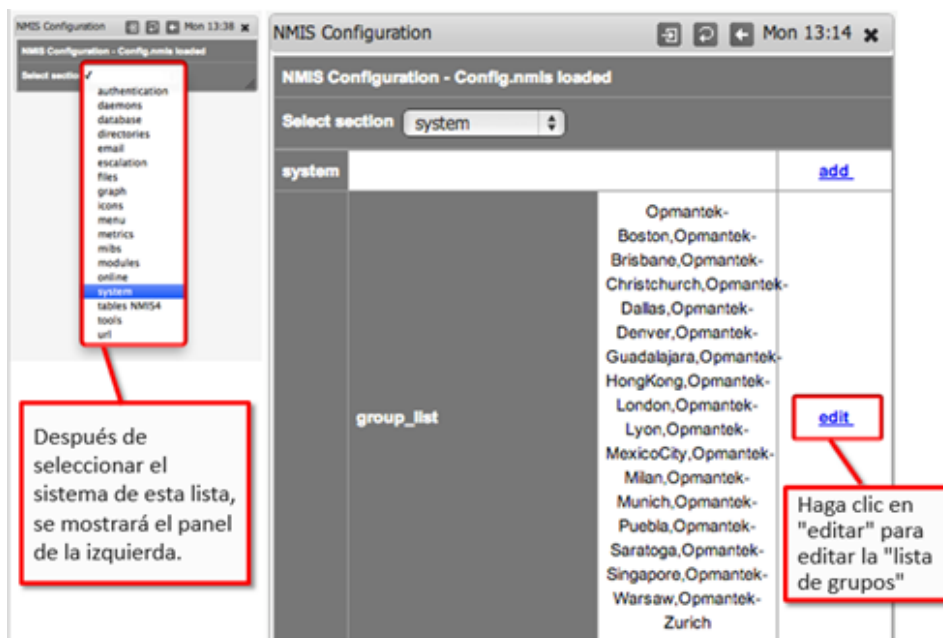 NMIS Configuration
Mon 13:38
NMIS Configuration - Config.nmis loaded
Select section
authentication
daemons
database
directories
email
escalation
files
graph
icons
menu
metrics
mibs
modules
online
system
tables NMIS4
tools
url
Después de
seleccionar el
sistema de esta lista,
se mostrará el panel
de la izquierda.
NMIS Configuration
Mon 13:14
NMIS Configuration - Config.nmis loaded
Select section system
system
add
group_list
Opmantek-
Boston,Opmantek-
Brisbane,Opmantek-
Christchurch,Opmantek-
Dallas,Opmantek-
Denver,Opmantek-
Guadalajara,Opmantek-
HongKong,Opmantek-
London,Opmantek-
Lyon,Opmantek-
MexicoCity,Opmantek-
Milan,Opmantek-
Munich,Opmantek-
Puebla,Opmantek-
Saratoga,Opmantek-
Singapore,Opmantek-
Warsaw,Opmantek-
Zurich
edit
Haga clic en
"editar" para
editar la "lista
de grupos"